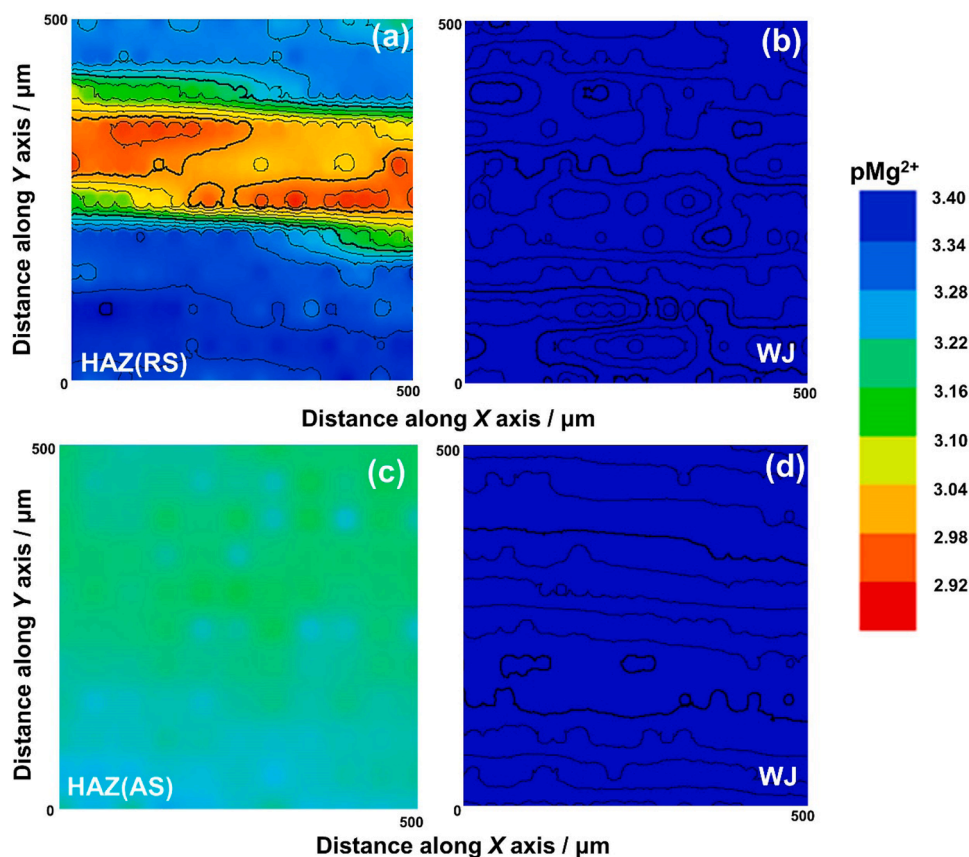 500
(a)
HAZ(RS)
0
500
Distance along Y axis / µm
500
(b)
WJ
0
500
Distance along X axis / µm
pMg²⁺
3.40
3.34
3.28
3.22
3.16
3.10
3.04
2.98
2.92
500
(c)
HAZ(AS)
0
500
Distance along Y axis / µm
500
(d)
WJ
0
500
Distance along X axis / µm